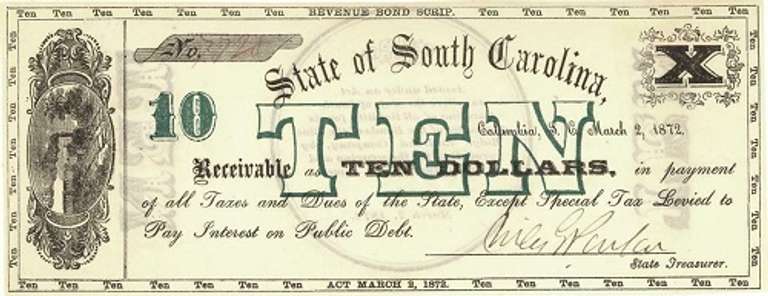 Ten Ten Ten Ten Ten Ten REVENUE BOND SCRIP. Ten Ten Ten Ten Ten Ten
No.
State of South Carolina,
X
10
TEN
Columbia, S. C. March 2, 1872.
Receivable as TEN DOLLARS, in payment
of all Taxes and Dues of the State, Except Special Tax Levied to
Pay Interest on Public Debt.
State Treasurer.
Ten Ten Ten Ten Ten Ten ACT MARCH 2, 1872. Ten Ten Ten Ten Ten Ten